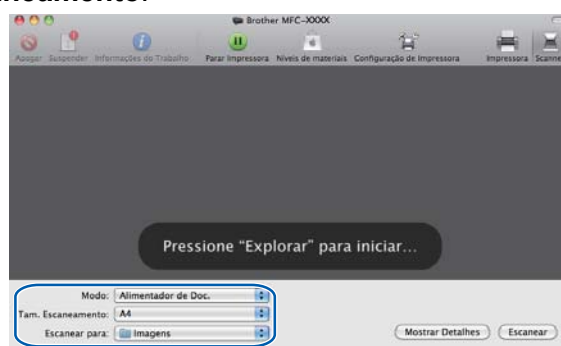 eamento.
Brother MFC-XXXX
Apagar Suspender Informações do Trabalho Parar Impressora Níveis de materiais Configuração de Impressora Impressora Scanne
Pressione "Explorar" para iniciar...
Modo: Alimentador de Doc.
Tam. Escaneamento: A4
Escanear para: Imagens
Mostrar Detalhes Escanear